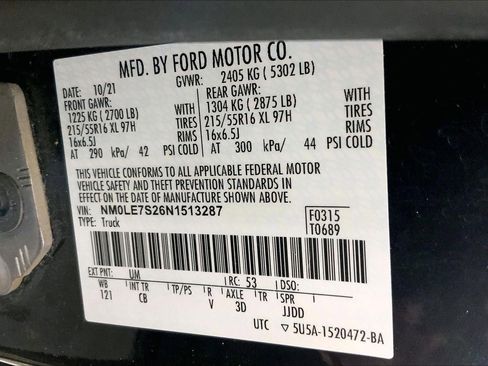 MFD. BY FORD MOTOR CO.
DATE: 10/21 GVWR: 2405 KG ( 5302 LB)
FRONT GAWR: REAR GAWR:
1225 KG ( 2700 LB) WITH 1304 KG ( 2875 LB) WITH
215/55R16 XL 97H TIRES 215/55R16 XL 97H TIRES
16x6.5J RIMS 16x6.5J RIMS
AT 290 kPa/ 42 PSI COLD AT 300 kPa/ 44 PSI COLD
THIS VEHICLE CONFORMS TO ALL APPLICABLE FEDERAL MOTOR
VEHICLE SAFETY AND THEFT PREVENTION STANDARDS IN
EFFECT ON THE DATE OF MANUFACTURE SHOWN ABOVE.
VIN: NM0LE7S26N1513287 F0315
TYPE: Truck T0689
EXT PNT: UM RC: 53 DSO:
WB INT TR TP/PS R AXLE TR SPR
121 CB V 3D JJDD
UTC ▽ 5U5A-1520472-BA